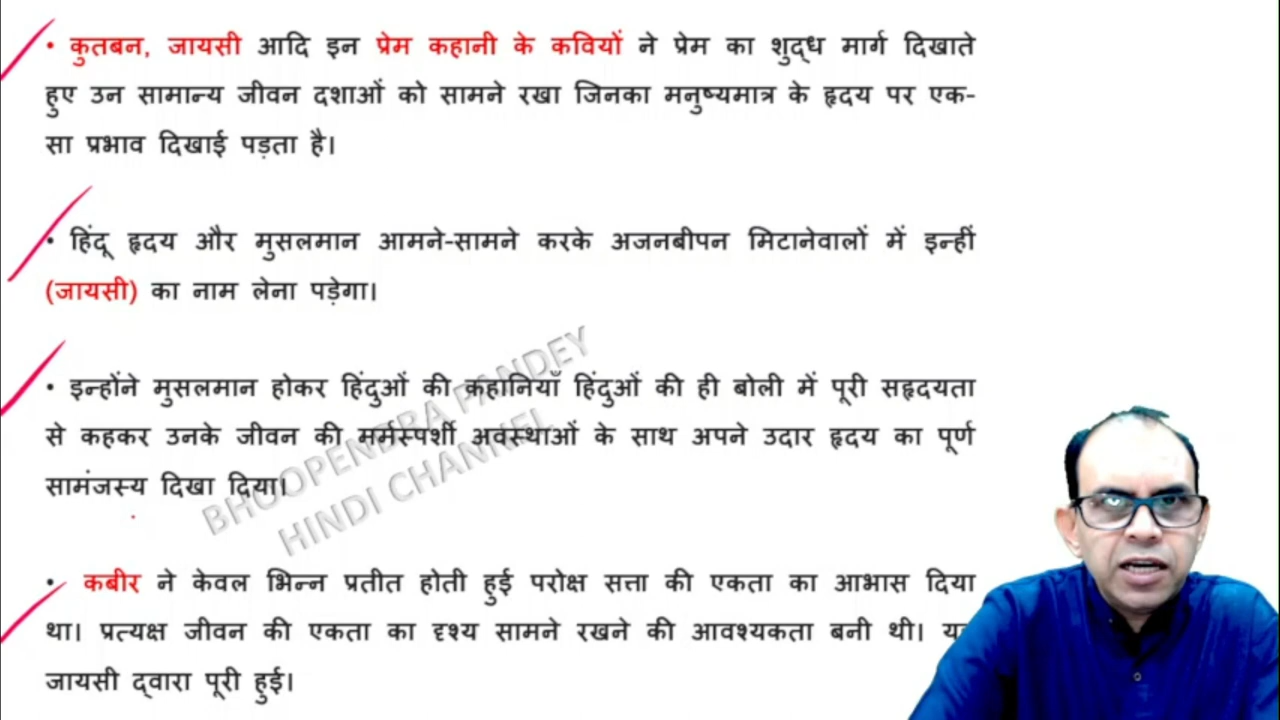 • कुतबन, जायसी आदि इन प्रेम कहानी के कवियों ने प्रेम का शुद्ध मार्ग दिखाते
हुए उन सामान्य जीवन दशाओं को सामने रखा जिनका मनुष्यमात्र के हृदय पर एक-
सा प्रभाव दिखाई पड़ता है।
• हिंदू हृदय और मुसलमान आमने-सामने करके अजनबीपन मिटानेवालों में इन्हीं
(जायसी) का नाम लेना पड़ेगा।
• इन्होंने मुसलमान होकर हिंदुओं की कहानियाँ हिंदुओं की ही बोली में पूरी सहृदयता
से कहकर उनके जीवन की मर्मस्पर्शी अवस्थाओं के साथ अपने उदार हृदय का पूर्ण
सामंजस्य दिखा दिया।
BHOOPENDRA PANDEY
HINDI CHANNEL
• कबीर ने केवल भिन्न प्रतीत होती हुई परोक्ष सत्ता की एकता का आभास दिया
था। प्रत्यक्ष जीवन की एकता का दृश्य सामने रखने की आवश्यकता बनी थी।
जायसी द्वारा पूरी हुई।